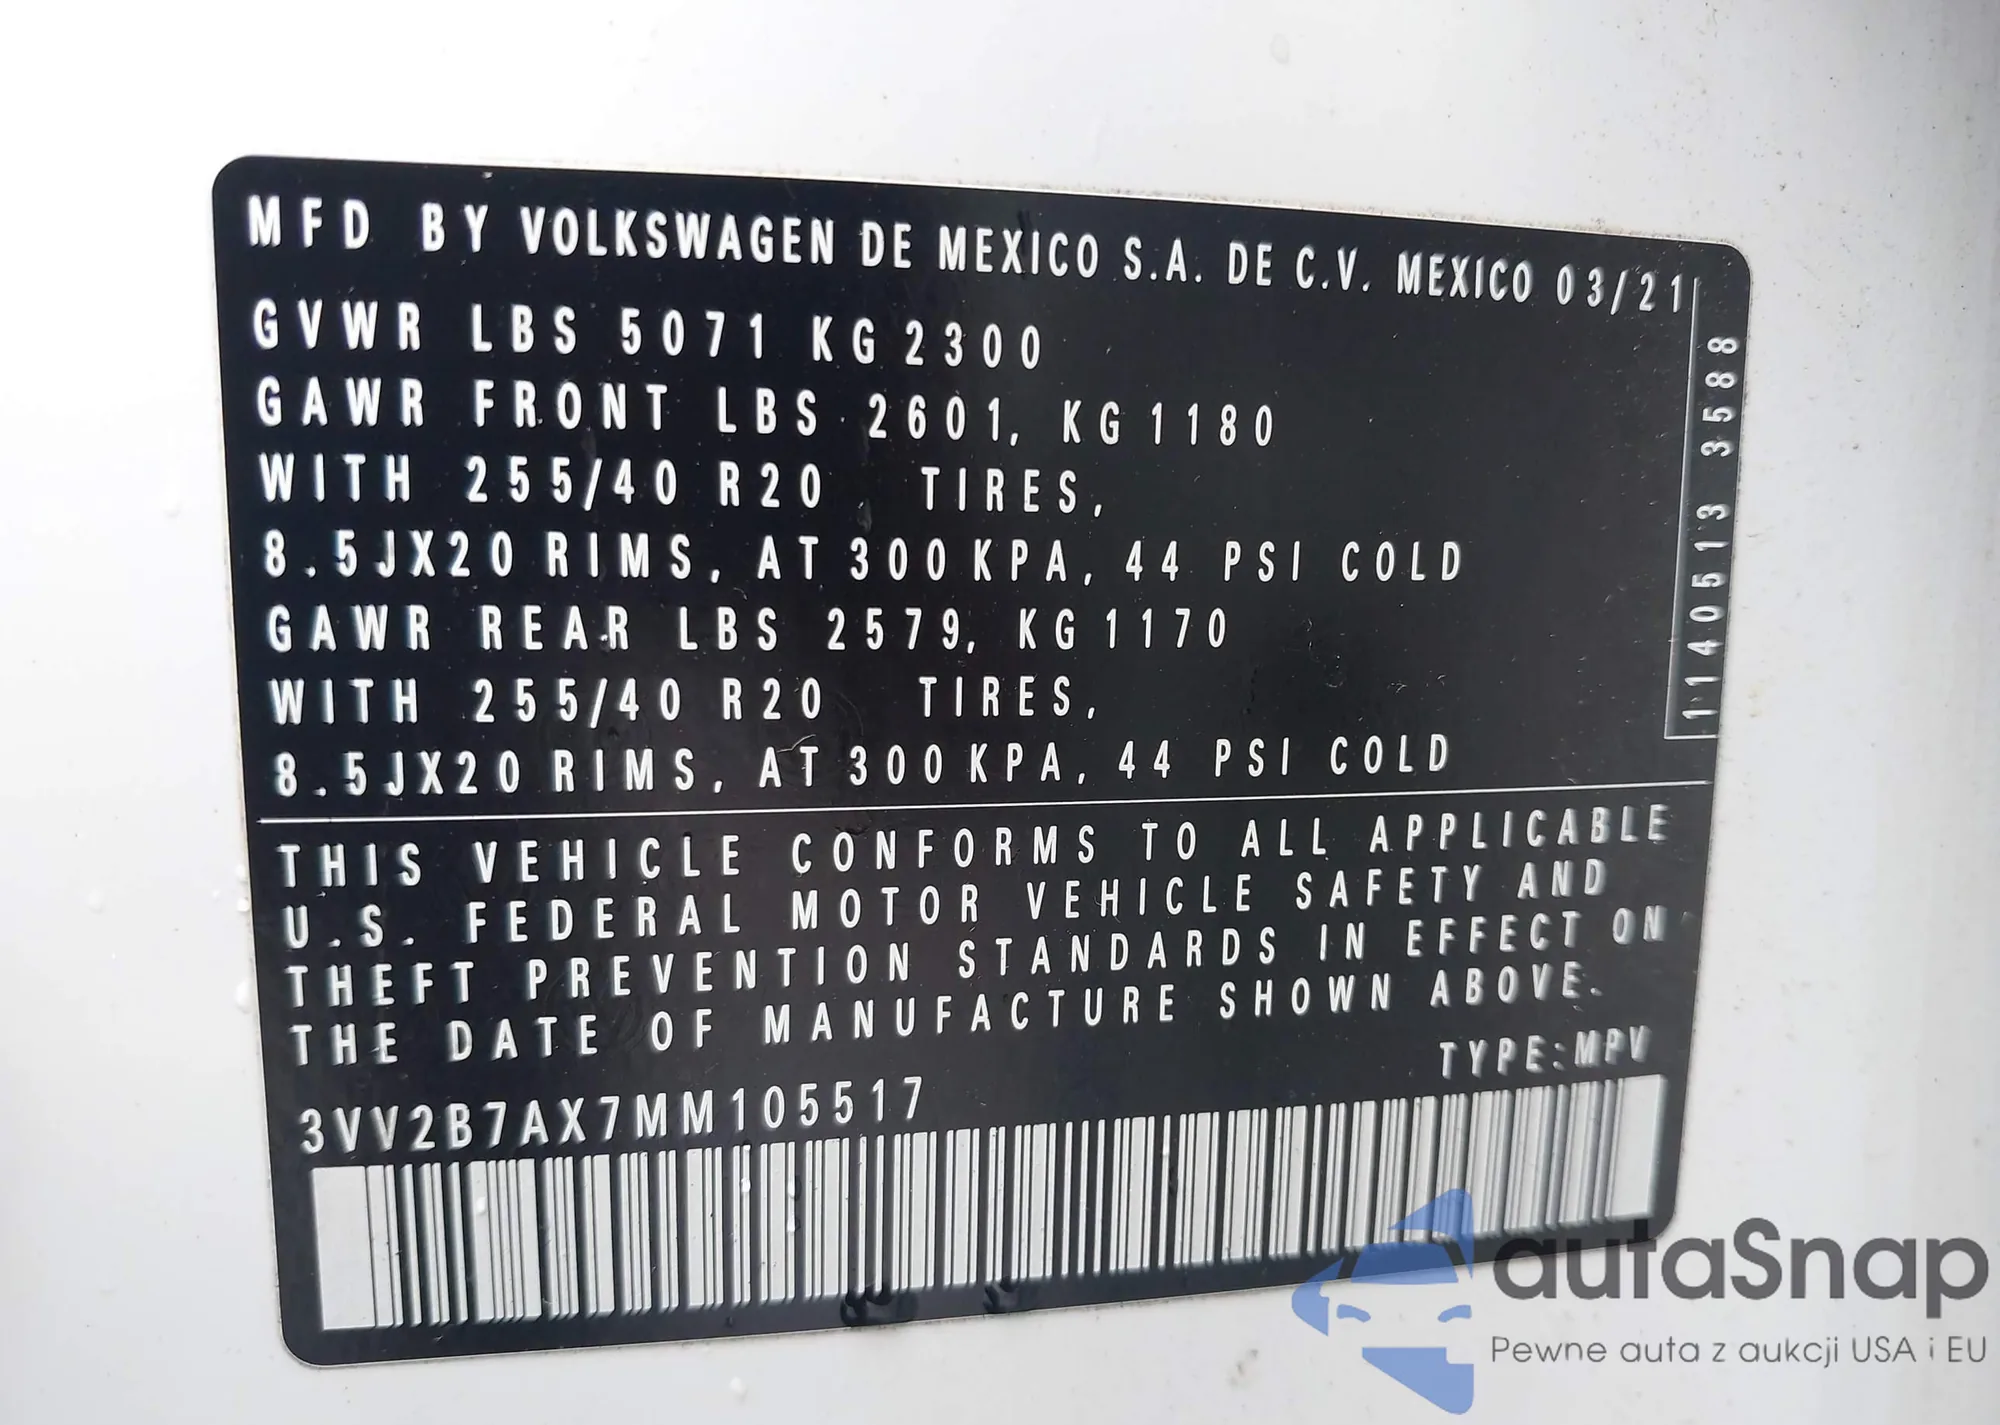 MFD BY VOLKSWAGEN DE MEXICO S.A. DE C.V. MEXICO 03/21
GVWR LBS 5071 KG 2300
GAWR FRONT LBS 2601, KG 1180
WITH 255/40 R20 TIRES,
8.5JX20 RIMS, AT 300 KPA, 44 PSI COLD
GAWR REAR LBS 2579, KG 1170
WITH 255/40 R20 TIRES,
8.5JX20 RIMS, AT 300 KPA, 44 PSI COLD
1140513 3588
THIS VEHICLE CONFORMS TO ALL APPLICABLE
U.S. FEDERAL MOTOR VEHICLE SAFETY AND
THEFT PREVENTION STANDARDS IN EFFECT ON
THE DATE OF MANUFACTURE SHOWN ABOVE.
TYPE:MPV
3VV2B7AX7MM105517
autaSnap
Pewne auta z aukcji USA i EU